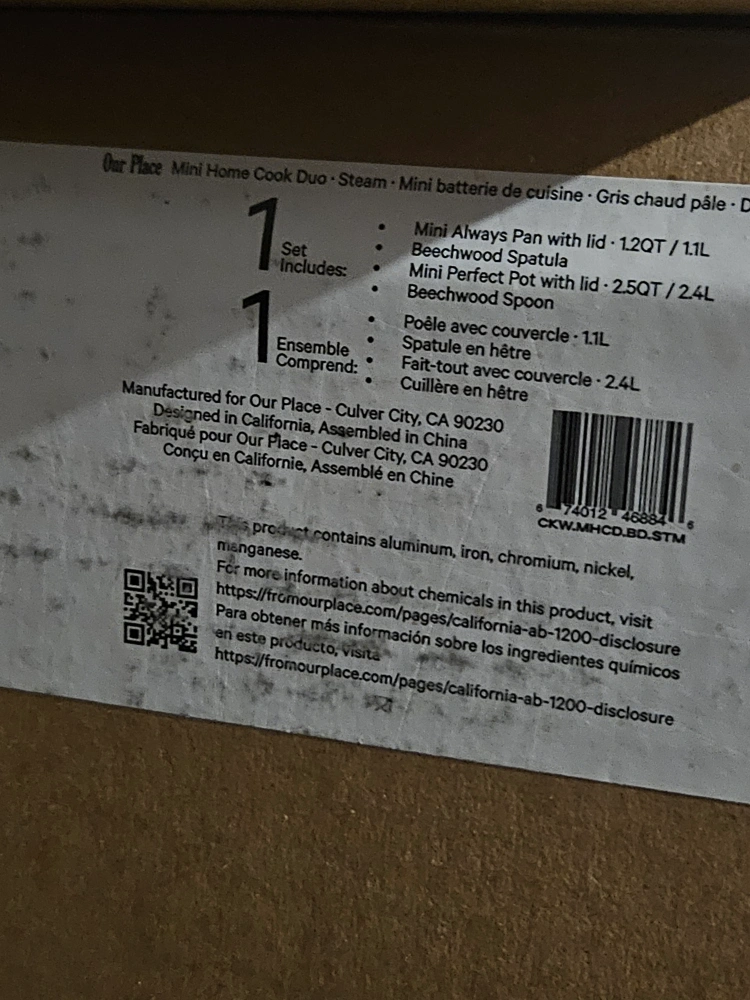 Our Place Mini Home Cook Duo · Steam · Mini batterie de cuisine · Gris chaud pâle · D
1 Set Includes:
• Mini Always Pan with lid · 1.2QT / 1.1L
• Beechwood Spatula
• Mini Perfect Pot with lid · 2.5QT / 2.4L
• Beechwood Spoon
1 Ensemble Comprend:
• Poêle avec couvercle · 1.1L
• Spatule en hêtre
• Fait-tout avec couvercle · 2.4L
• Cuillère en hêtre
Manufactured for Our Place - Culver City, CA 90230
Designed in California, Assembled in China
Fabriqué pour Our Place - Culver City, CA 90230
Conçu en Californie, Assemblé en Chine
6 74012 46884 6
CKW.MHCD.BD.STM
This product contains aluminum, iron, chromium, nickel,
manganese.
For more information about chemicals in this product, visit
https://fromourplace.com/pages/california-ab-1200-disclosure
Para obtener más información sobre los ingredientes químicos
en este producto, visita
https://fromourplace.com/pages/california-ab-1200-disclosure